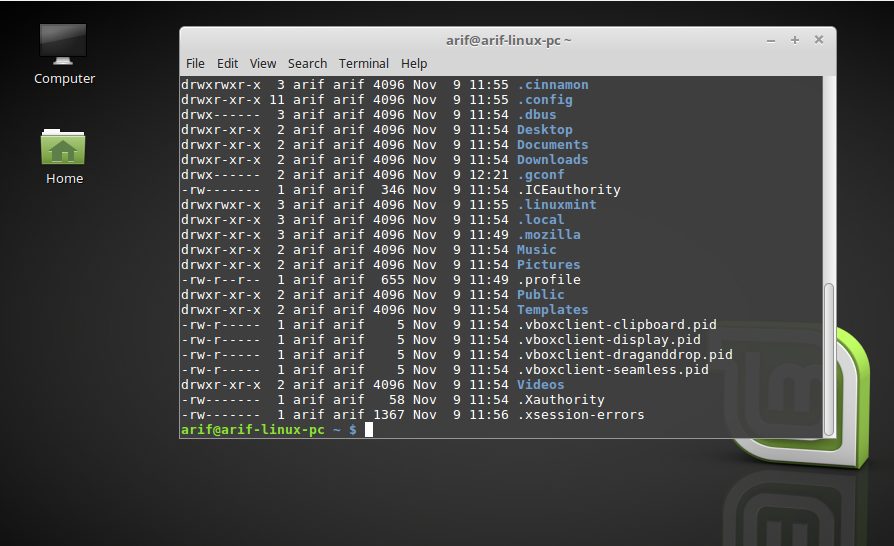 arif@arif-linux-pc ~
Computer
Home
File Edit View Search Terminal Help
drwxrwxr-x  3 arif arif 4096 Nov  9 11:55 .cinnamon
drwxr-xr-x 11 arif arif 4096 Nov  9 11:55 .config
drwx------  3 arif arif 4096 Nov  9 11:54 .dbus
drwxr-xr-x  2 arif arif 4096 Nov  9 11:54 Desktop
drwxr-xr-x  2 arif arif 4096 Nov  9 11:54 Documents
drwxr-xr-x  2 arif arif 4096 Nov  9 11:54 Downloads
drwx------  2 arif arif 4096 Nov  9 12:21 .gconf
-rw-------  1 arif arif  346 Nov  9 11:54 .ICEauthority
drwxrwxr-x  3 arif arif 4096 Nov  9 11:55 .linuxmint
drwxr-xr-x  3 arif arif 4096 Nov  9 11:54 .local
drwxr-xr-x  3 arif arif 4096 Nov  9 11:49 .mozilla
drwxr-xr-x  2 arif arif 4096 Nov  9 11:54 Music
drwxr-xr-x  2 arif arif 4096 Nov  9 11:54 Pictures
-rw-r--r--  1 arif arif  655 Nov  9 11:49 .profile
drwxr-xr-x  2 arif arif 4096 Nov  9 11:54 Public
drwxr-xr-x  2 arif arif 4096 Nov  9 11:54 Templates
-rw-r-----  1 arif arif    5 Nov  9 11:54 .vboxclient-clipboard.pid
-rw-r-----  1 arif arif    5 Nov  9 11:54 .vboxclient-display.pid
-rw-r-----  1 arif arif    5 Nov  9 11:54 .vboxclient-draganddrop.pid
-rw-r-----  1 arif arif    5 Nov  9 11:54 .vboxclient-seamless.pid
drwxr-xr-x  2 arif arif 4096 Nov  9 11:54 Videos
-rw-------  1 arif arif   58 Nov  9 11:54 .Xauthority
-rw-------  1 arif arif 1367 Nov  9 11:56 .xsession-errors
arif@arif-linux-pc ~ $